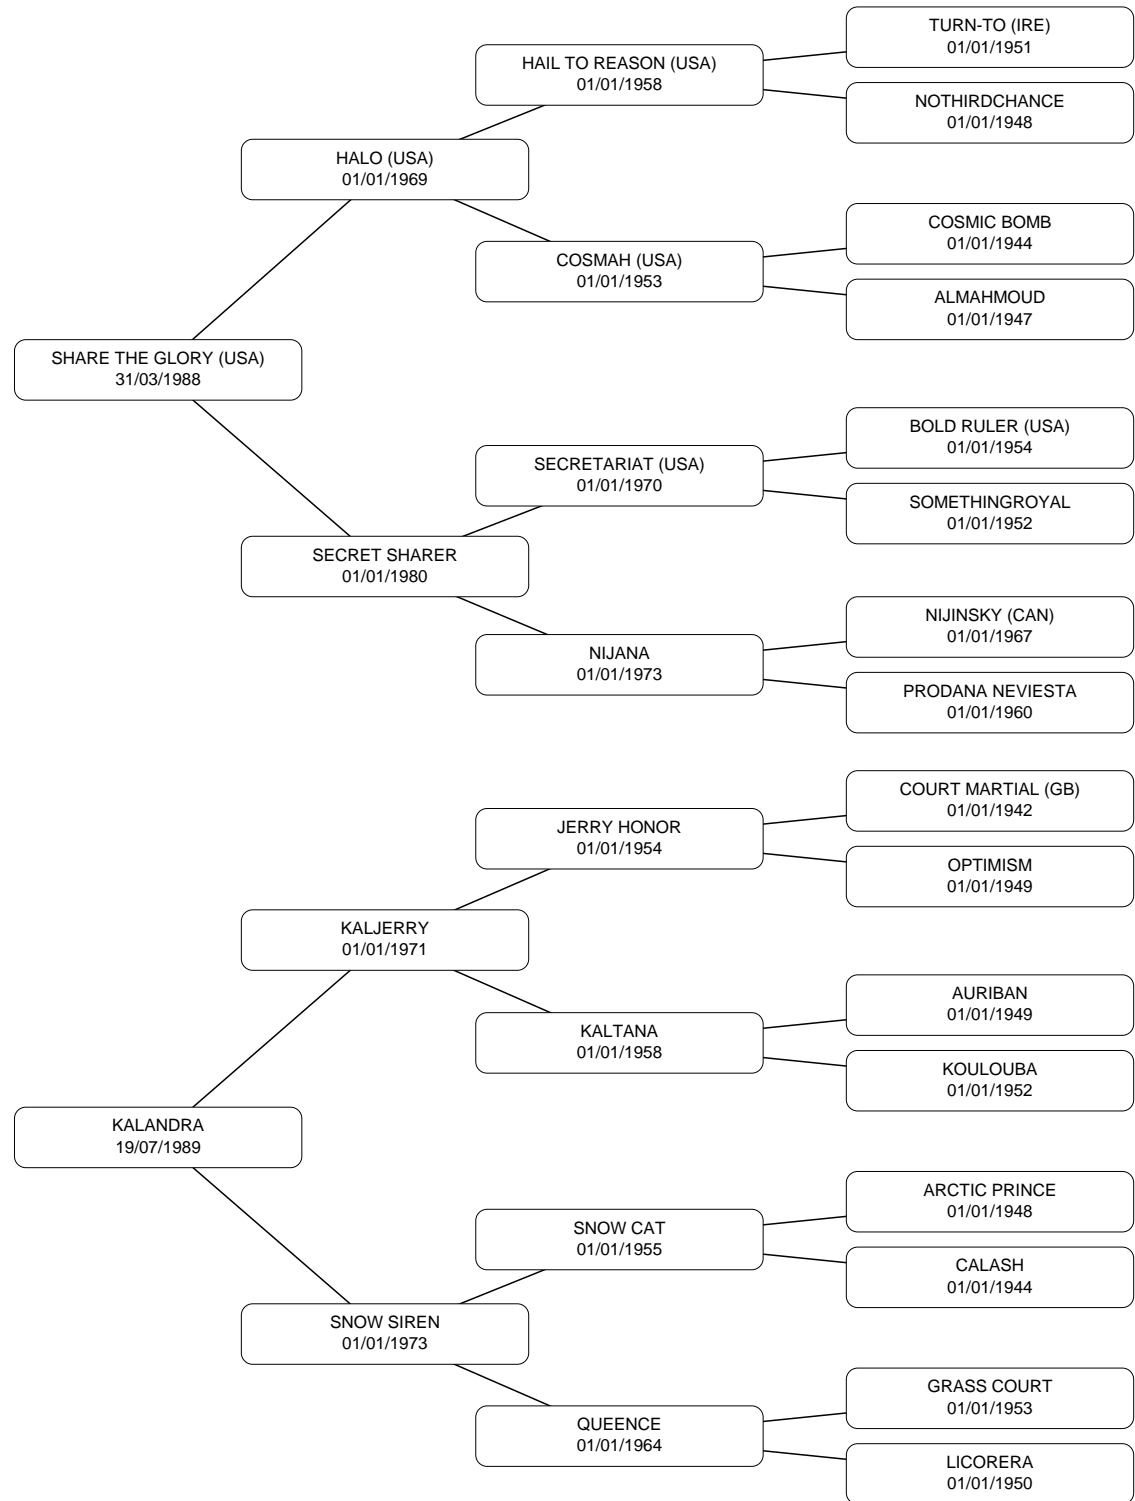 TURN-TO (IRE)
01/01/1951
HAIL TO REASON (USA)
01/01/1958
NOTHIRDCHANCE
01/01/1948
HALO (USA)
01/01/1969
COSMIC BOMB
01/01/1944
COSMAH (USA)
01/01/1953
ALMAHMOUD
01/01/1947
SHARE THE GLORY (USA)
31/03/1988
BOLD RULER (USA)
01/01/1954
SECRETARIAT (USA)
01/01/1970
SOMETHINGROYAL
01/01/1952
SECRET SHARER
01/01/1980
NIJINSKY (CAN)
01/01/1967
NIJANA
01/01/1973
PRODANA NEVIESTA
01/01/1960
COURT MARTIAL (GB)
01/01/1942
JERRY HONOR
01/01/1954
OPTIMISM
01/01/1949
KALJERRY
01/01/1971
AURIBAN
01/01/1949
KALTANA
01/01/1958
KOULOUBA
01/01/1952
KALANDRA
19/07/1989
ARCTIC PRINCE
01/01/1948
SNOW CAT
01/01/1955
CALASH
01/01/1944
SNOW SIREN
01/01/1973
GRASS COURT
01/01/1953
QUEENCE
01/01/1964
LICORERA
01/01/1950